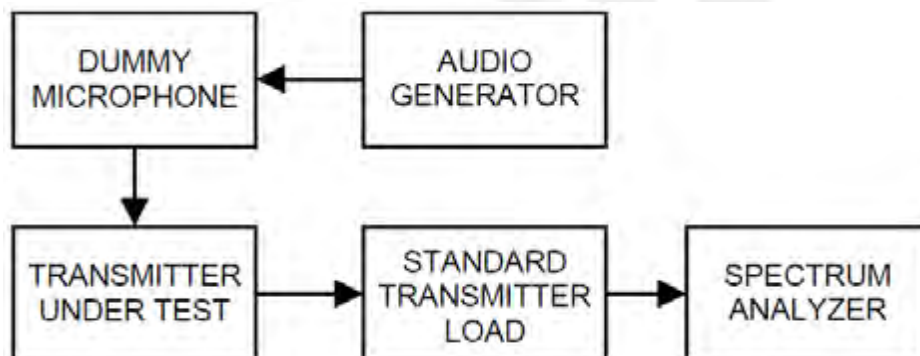 DUMMY
MICROPHONE
AUDIO
GENERATOR
TRANSMITTER
UNDER TEST
STANDARD
TRANSMITTER
LOAD
SPECTRUM
ANALYZER